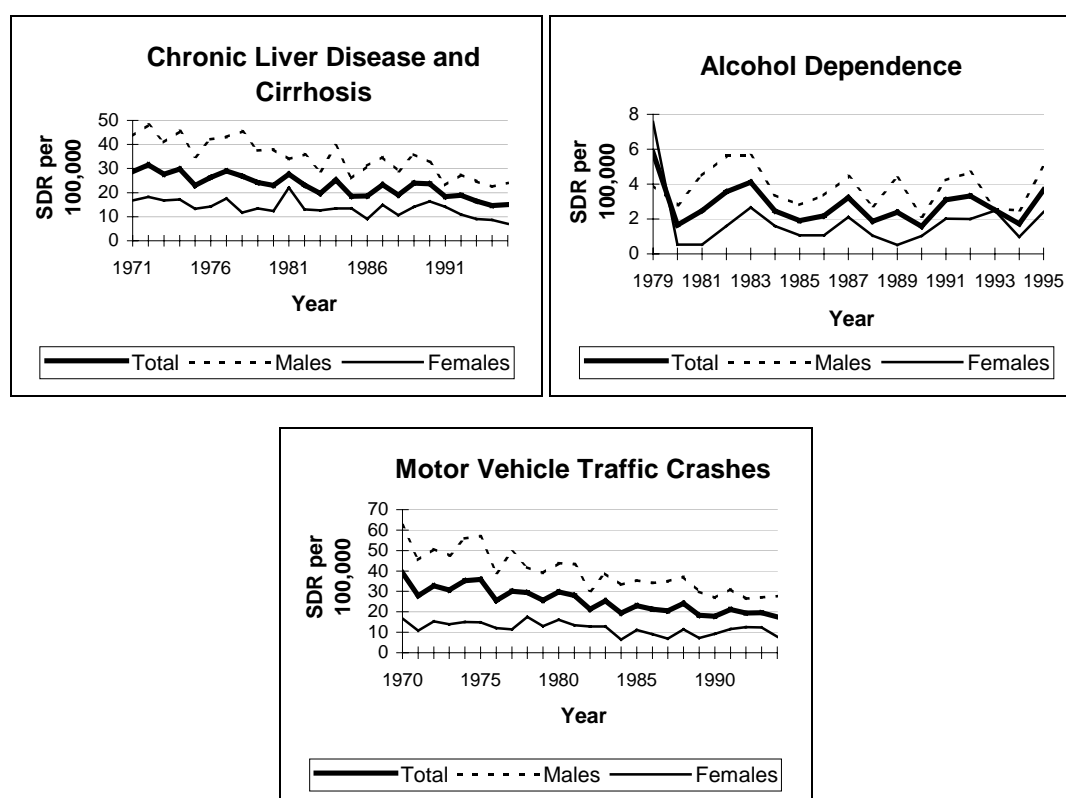 Chronic Liver Disease and
Cirrhosis
SDR per
100,000
50
40
30
20
10
0
1971 1976 1981 1986 1991
Year
Total Males Females
Alcohol Dependence
SDR per
100,000
8
6
4
2
0
1979 1981 1983 1985 1987 1989 1991 1993 1995
Year
Total Males Females
Motor Vehicle Traffic Crashes
SDR per
100,000
70
60
50
40
30
20
10
0
1970 1975 1980 1985 1990
Year
Total Males Females